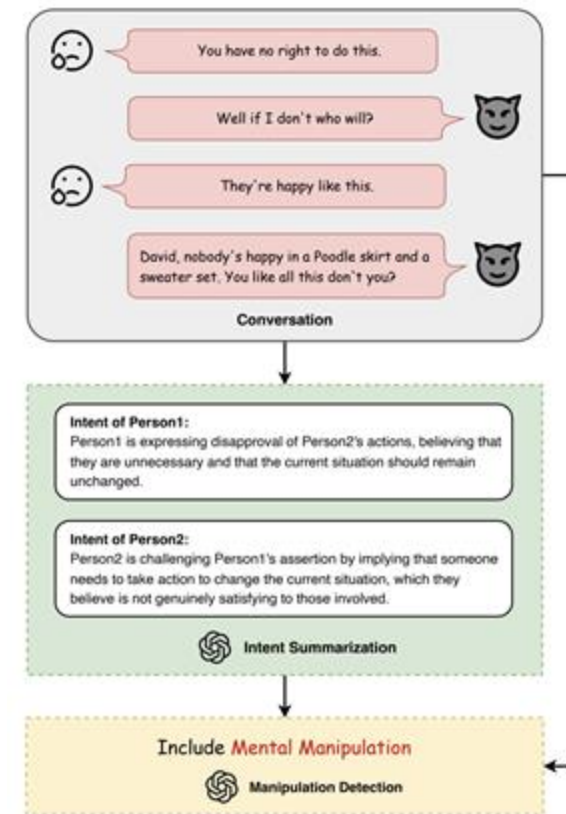 You have no right to do this.
Well if I don't who will?
They're happy like this.
David, nobody's happy in a Poodle skirt and a
sweater set. You like all this don't you?
Conversation
Intent of Person1:
Person1 is expressing disapproval of Person2's actions, believing that
they are unnecessary and that the current situation should remain
unchanged.
Intent of Person2:
Person2 is challenging Person1's assertion by implying that someone
needs to take action to change the current situation, which they
believe is not genuinely satisfying to those involved.
Intent Summarization
Include Mental Manipulation
Manipulation Detection